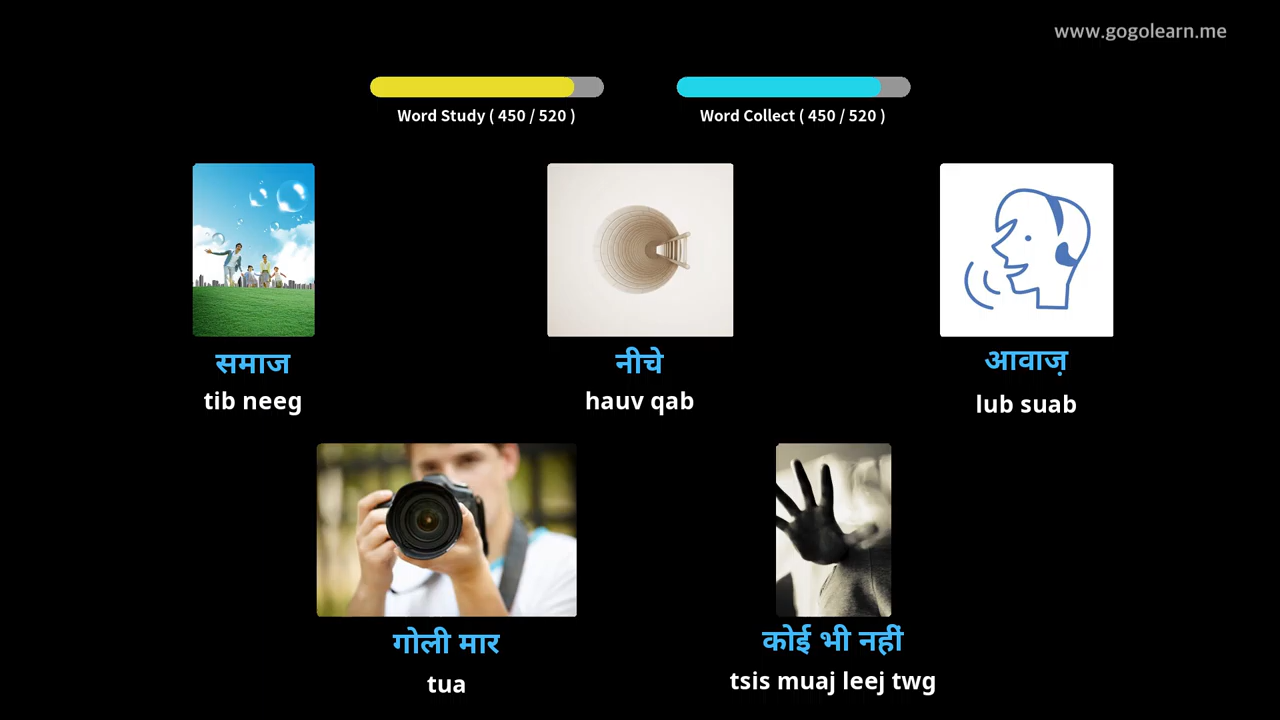 www.gogolearn.me
Word Study ( 450 / 520 )
Word Collect ( 450 / 520 )
समाज
tib neeg
नीचे
hauv qab
आवाज़
lub suab
गोली मार
tua
कोई भी नहीं
tsis muaj leej twg